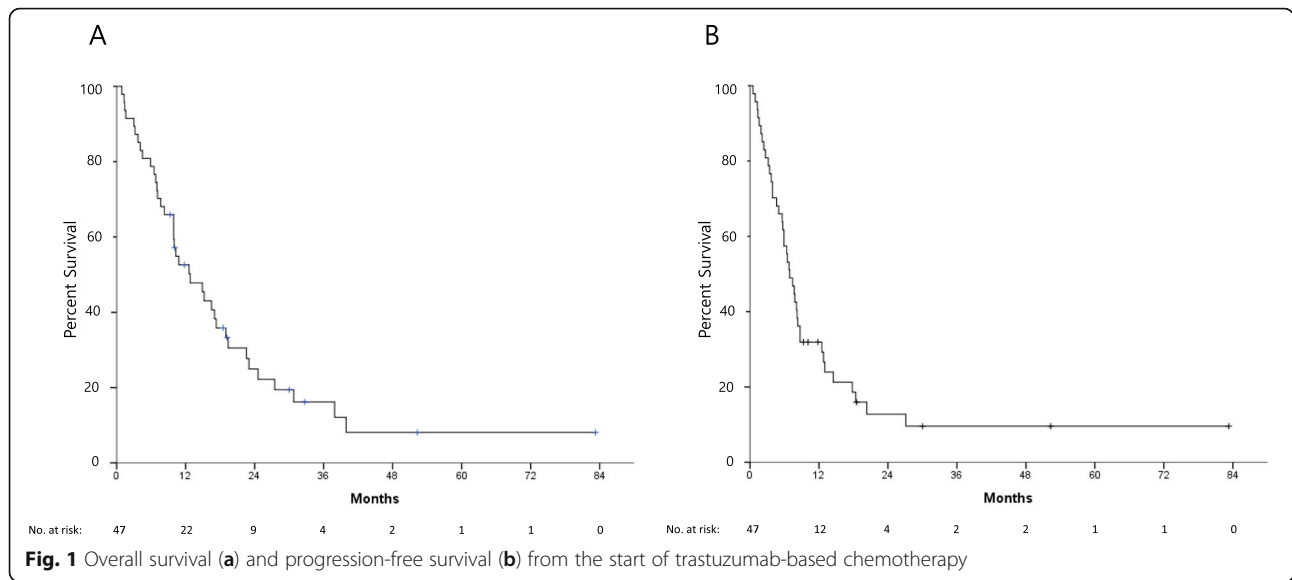 A
B
100
80
60
40
20
0
Percent Survival
0 12 24 36 48 60 72 84
Months
No. at risk: 47 22 9 4 2 1 1 0
100
80
60
40
20
0
Percent Survival
0 12 24 36 48 60 72 84
Months
No. at risk: 47 12 4 2 2 1 1 0
Fig. 1 Overall survival (a) and progression-free survival (b) from the start of trastuzumab-based chemotherapy